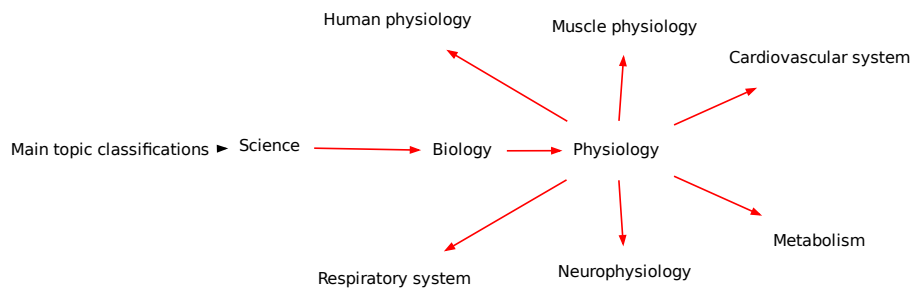 Human physiology
Muscle physiology
Cardiovascular system
Main topic classifications
Science
Biology
Physiology
Metabolism
Respiratory system
Neurophysiology